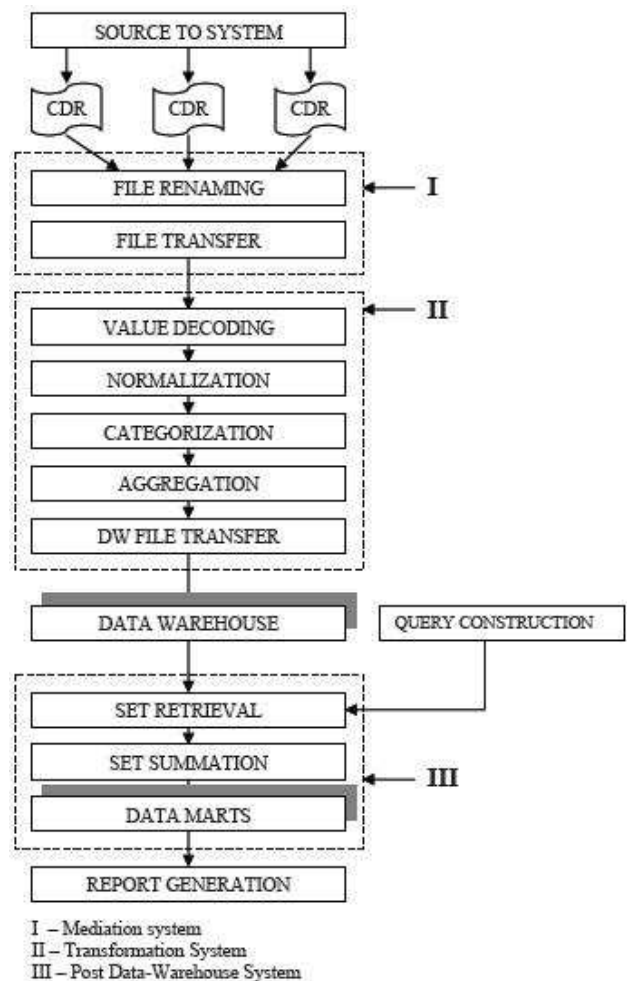 SOURCE TO SYSTEM
CDR CDR CDR
FILE RENAMING
I
FILE TRANSFER
II
VALUE DECODING
NORMALIZATION
CATEGORIZATION
AGGREGATION
DW FILE TRANSFER
DATA WAREHOUSE
QUERY CONSTRUCTION
SET RETRIEVAL
SET SUMMATION
III
DATA MARTS
REPORT GENERATION
I – Mediation system
II – Transformation System
III – Post Data-Warehouse System